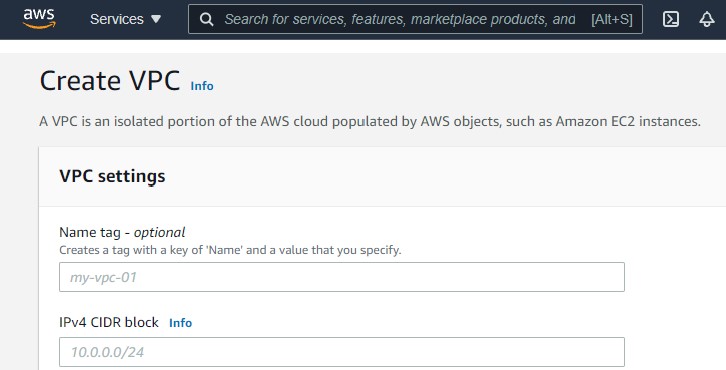 aws Services ▼ Search for services, features, marketplace products, and [Alt+S]
Create VPC Info
A VPC is an isolated portion of the AWS cloud populated by AWS objects, such as Amazon EC2 instances.
VPC settings
Name tag - optional
Creates a tag with a key of 'Name' and a value that you specify.
my-vpc-01
IPv4 CIDR block Info
10.0.0.0/24